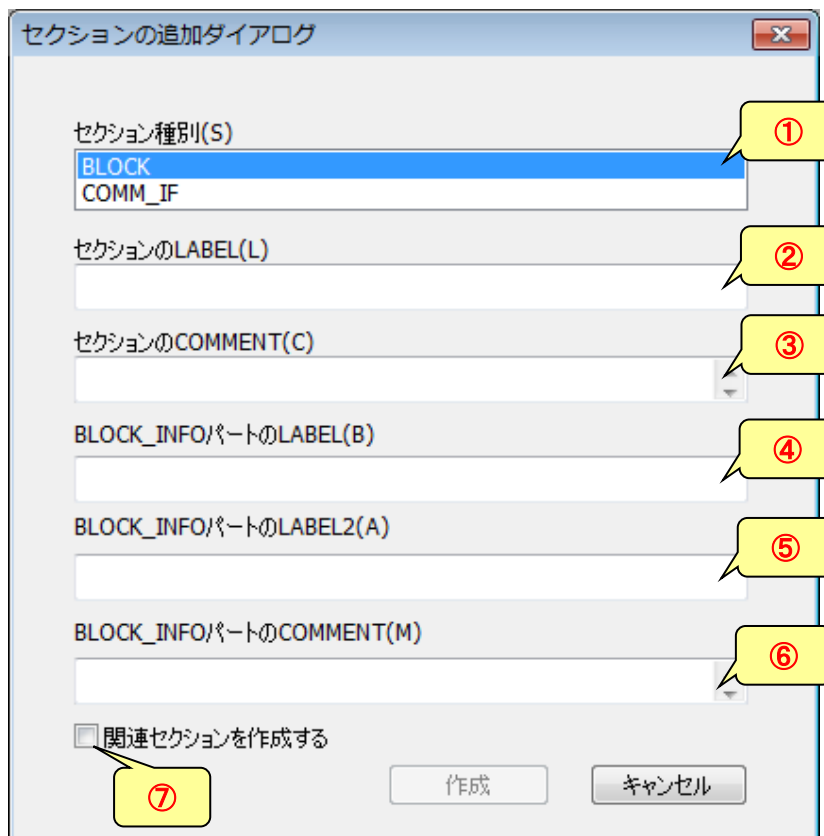 セクションの追加ダイアログ
セクション種別(S)
①
BLOCK
COMM_IF
セクションのLABEL(L)
②
セクションのCOMMENT(C)
③
BLOCK_INFOパートのLABEL(B)
④
BLOCK_INFOパートのLABEL2(A)
⑤
BLOCK_INFOパートのCOMMENT(M)
⑥
関連セクションを作成する
⑦
作成 キャンセル